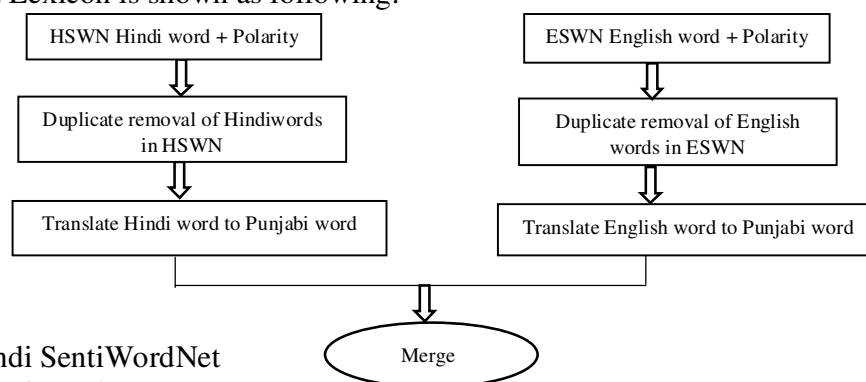 Lexicon is shown as following:
HSWN Hindi word + Polarity
ESWN English word + Polarity
Duplicate removal of Hindiwords
in HSWN
Duplicate removal of English
words in ESWN
Translate Hindi word to Punjabi word
Translate English word to Punjabi word
Merge
ndi SentiWordNet